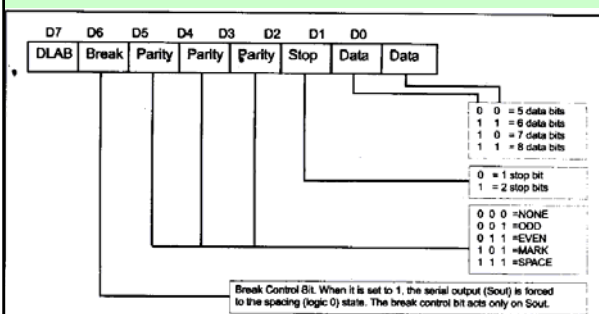 D7 D6 D5 D4 D3 D2 D1 D0
DLAB Break Parity Parity Parity Stop Data Data
0 0 = 5 data bits
1 1 = 6 data bits
1 0 = 7 data bits
1 1 = 8 data bits
0 = 1 stop bit
1 = 2 stop bits
0 0 0 =NONE
0 0 1 =ODD
0 1 1 =EVEN
1 0 1 =MARK
1 1 1 =SPACE
Break Control Bit. When it is set to 1, the serial output (Sout) is forced
to the spacing (logic 0) state. The break control bit acts only on Sout.